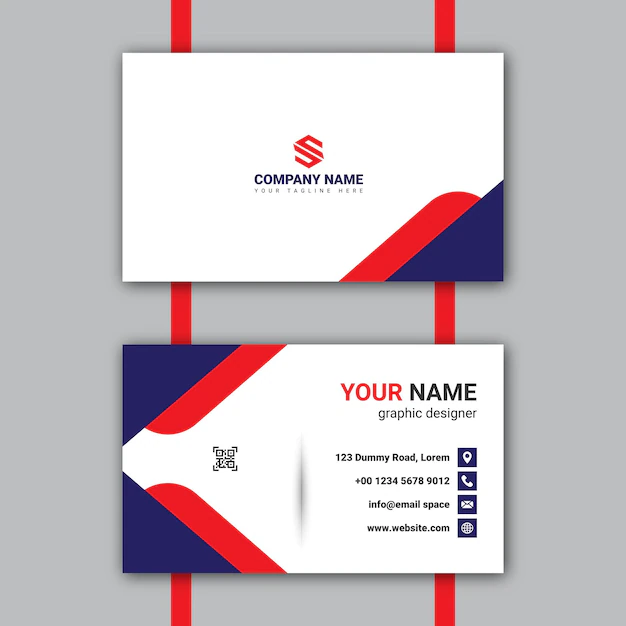 COMPANY NAME
YOUR TAGLINE HERE
YOUR NAME
graphic designer
123 Dummy Road, Lorem
+00 1234 5678 9012
info@email space
www.website.com